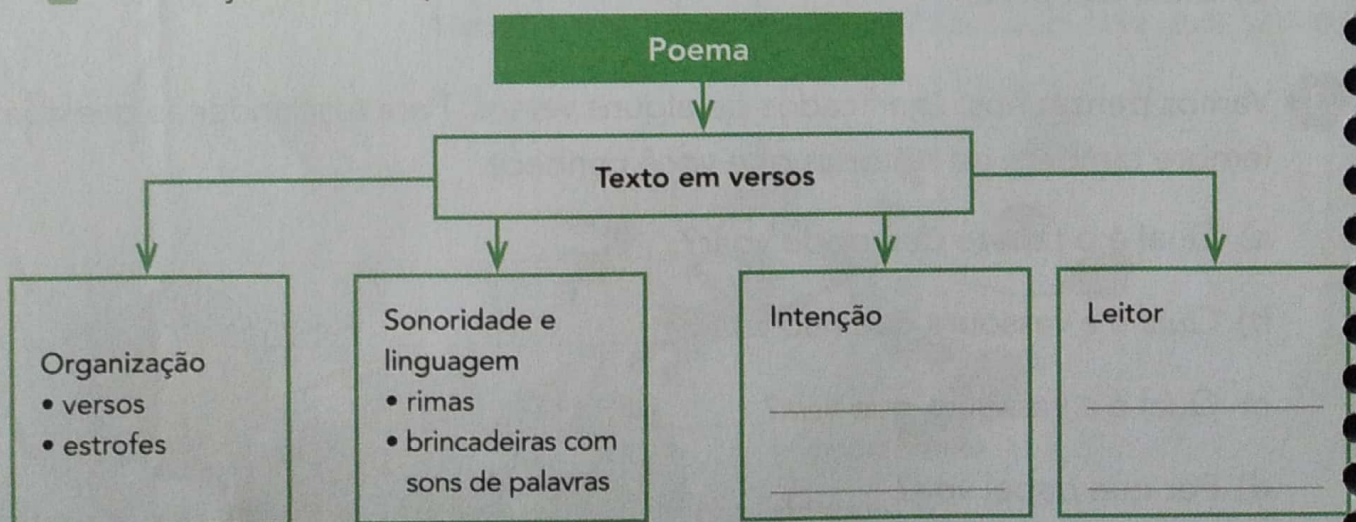 Poema
Texto em versos
Organização
• versos
• estrofes
Sonoridade e
linguagem
• rimas
• brincadeiras com
sons de palavras
Intenção
Leitor